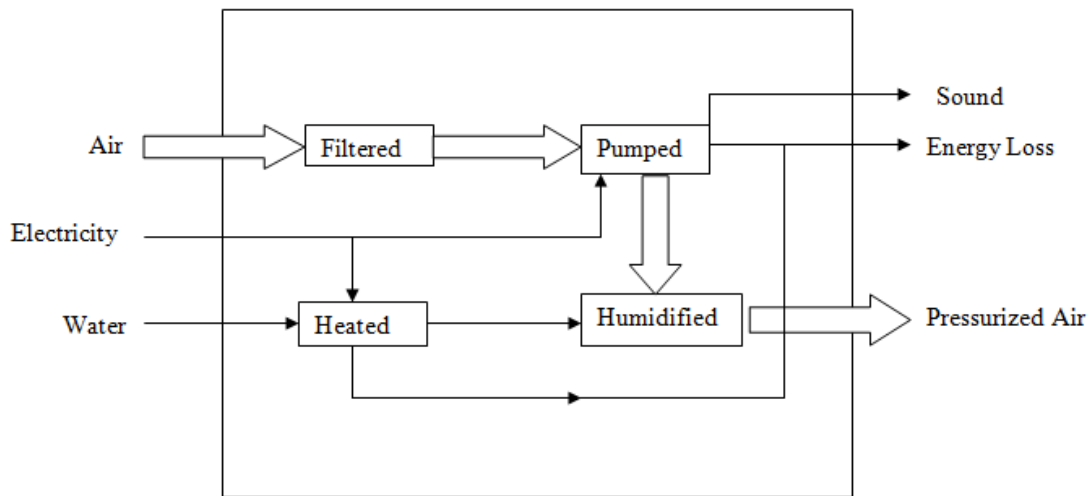 Sound
Air
Filtered
Pumped
Energy Loss
Electricity
Water
Heated
Humidified
Pressurized Air